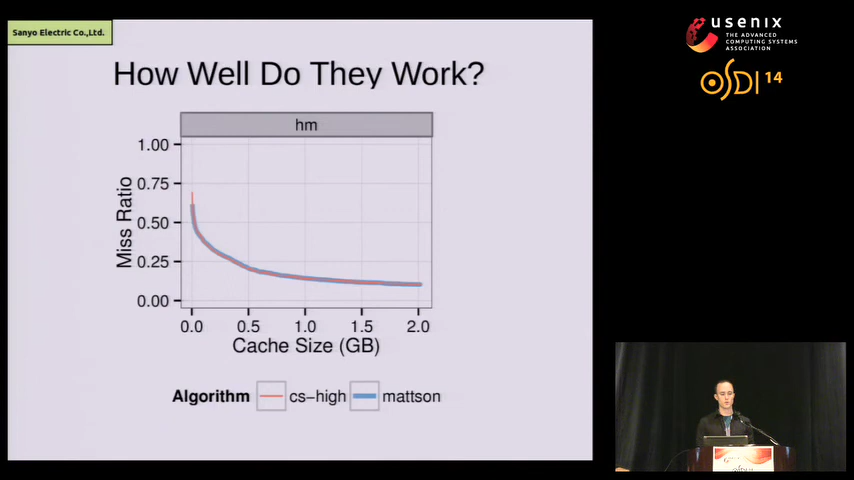 Sanyo Electric Co.,Ltd.
How Well Do They Work?
hm
1.00
0.75
0.50
0.25
0.00
Miss Ratio
0.0 0.5 1.0 1.5 2.0
Cache Size (GB)
Algorithm cs-high mattson
usenix
THE ADVANCED
COMPUTING SYSTEMS
ASSOCIATION
OSDI 14